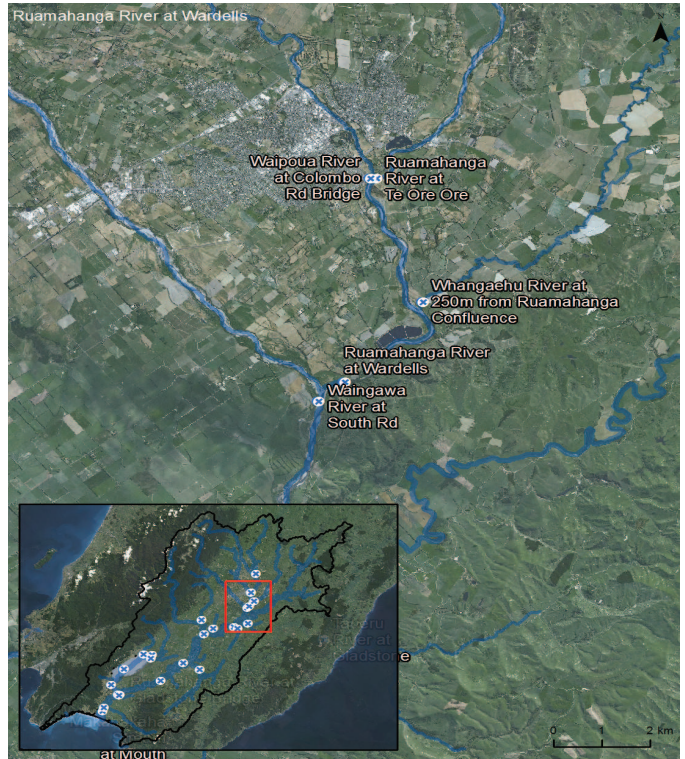 Ruamahanga River at Wardells
N
Waipoua River
at Colombo
Rd Bridge
Ruamahanga
River at
Te Ore Ore
Whangaehu River at
250m from Ruamahanga
Confluence
Ruamahanga River
at Wardells
Waingawa
River at
South Rd
River at
Gladstone
at Mouth
0 1 2 km